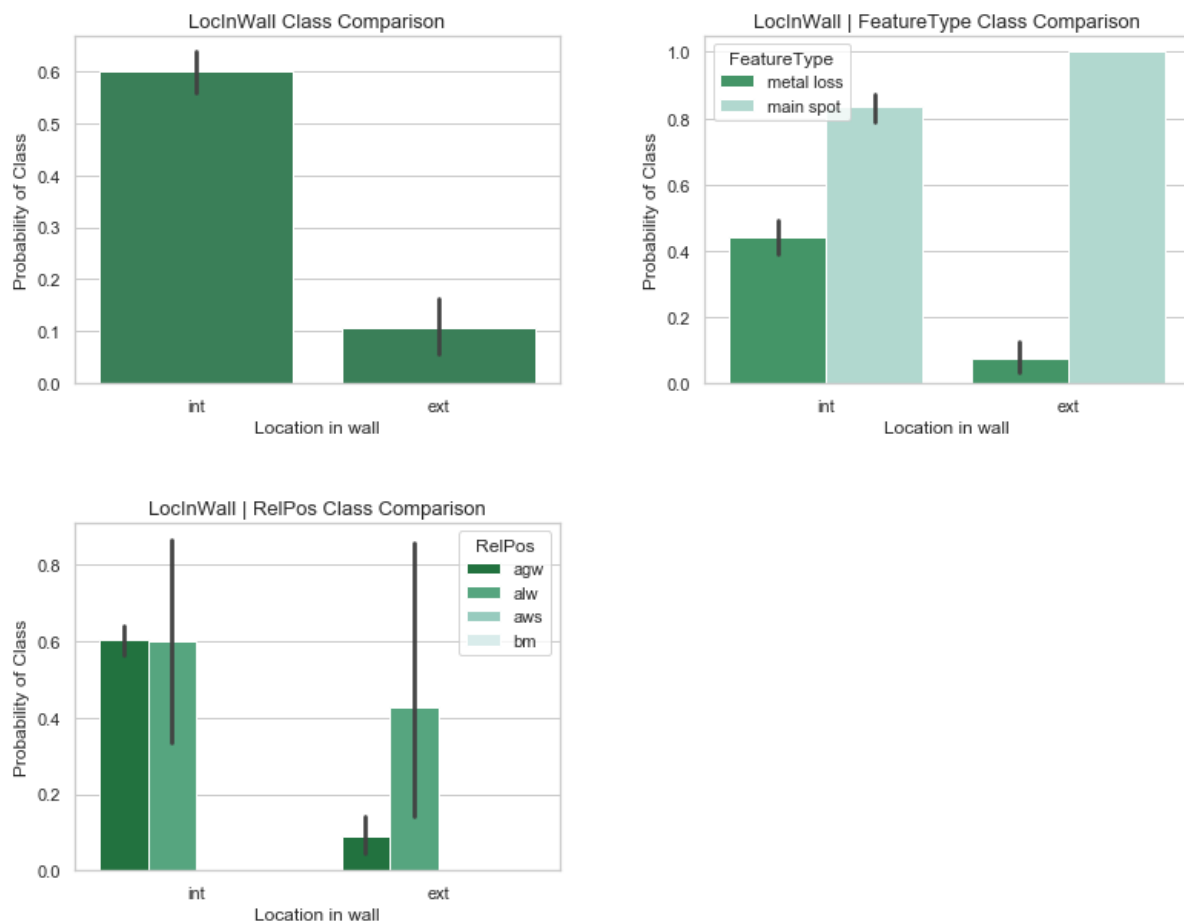 LocInWall Class Comparison
Probability of Class
0.6
0.5
0.4
0.3
0.2
0.1
0.0
int
ext
Location in wall
LocInWall | FeatureType Class Comparison
Probability of Class
1.0
0.8
0.6
0.4
0.2
0.0
FeatureType
metal loss
main spot
int
ext
Location in wall
LocInWall | RelPos Class Comparison
Probability of Class
0.8
0.6
0.4
0.2
0.0
RelPos
agw
alw
aws
bm
int
ext
Location in wall